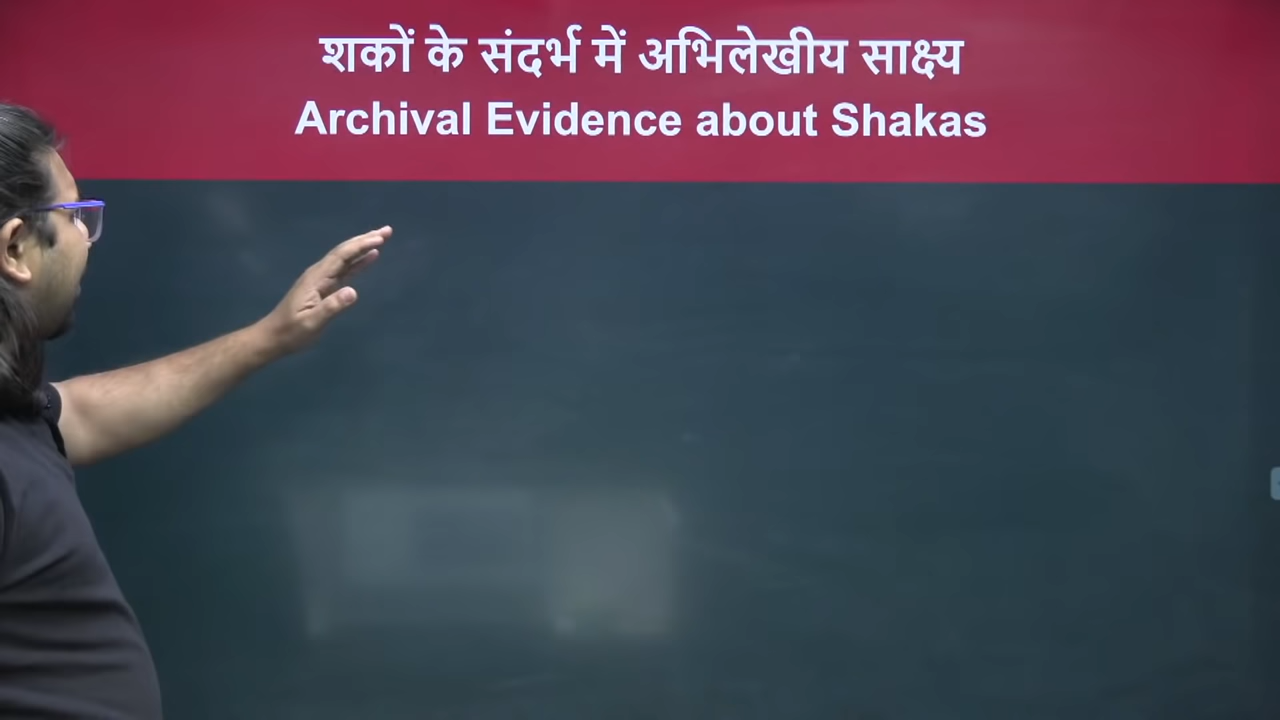 शकों के संदर्भ में अभिलेखीय साक्ष्य
Archival Evidence about Shakas